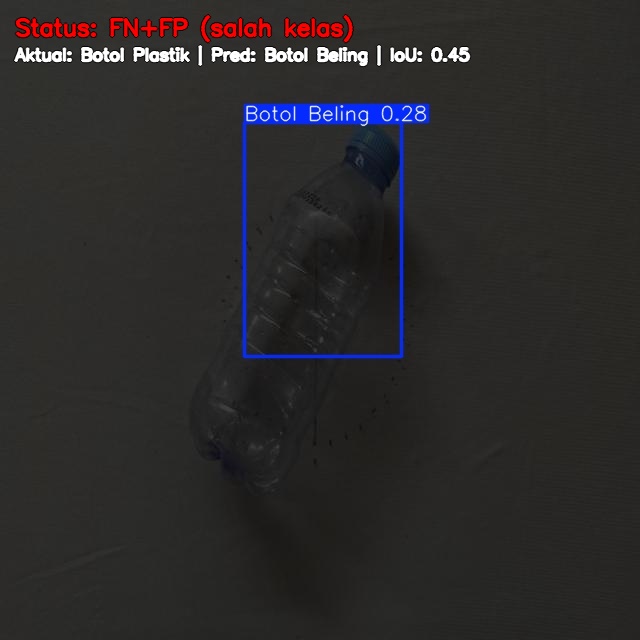 Status: FN+FP (salah kelas)
Aktual: Botol Plastik | Pred: Botol Beling | IoU: 0.45
Botol Beling 0.28